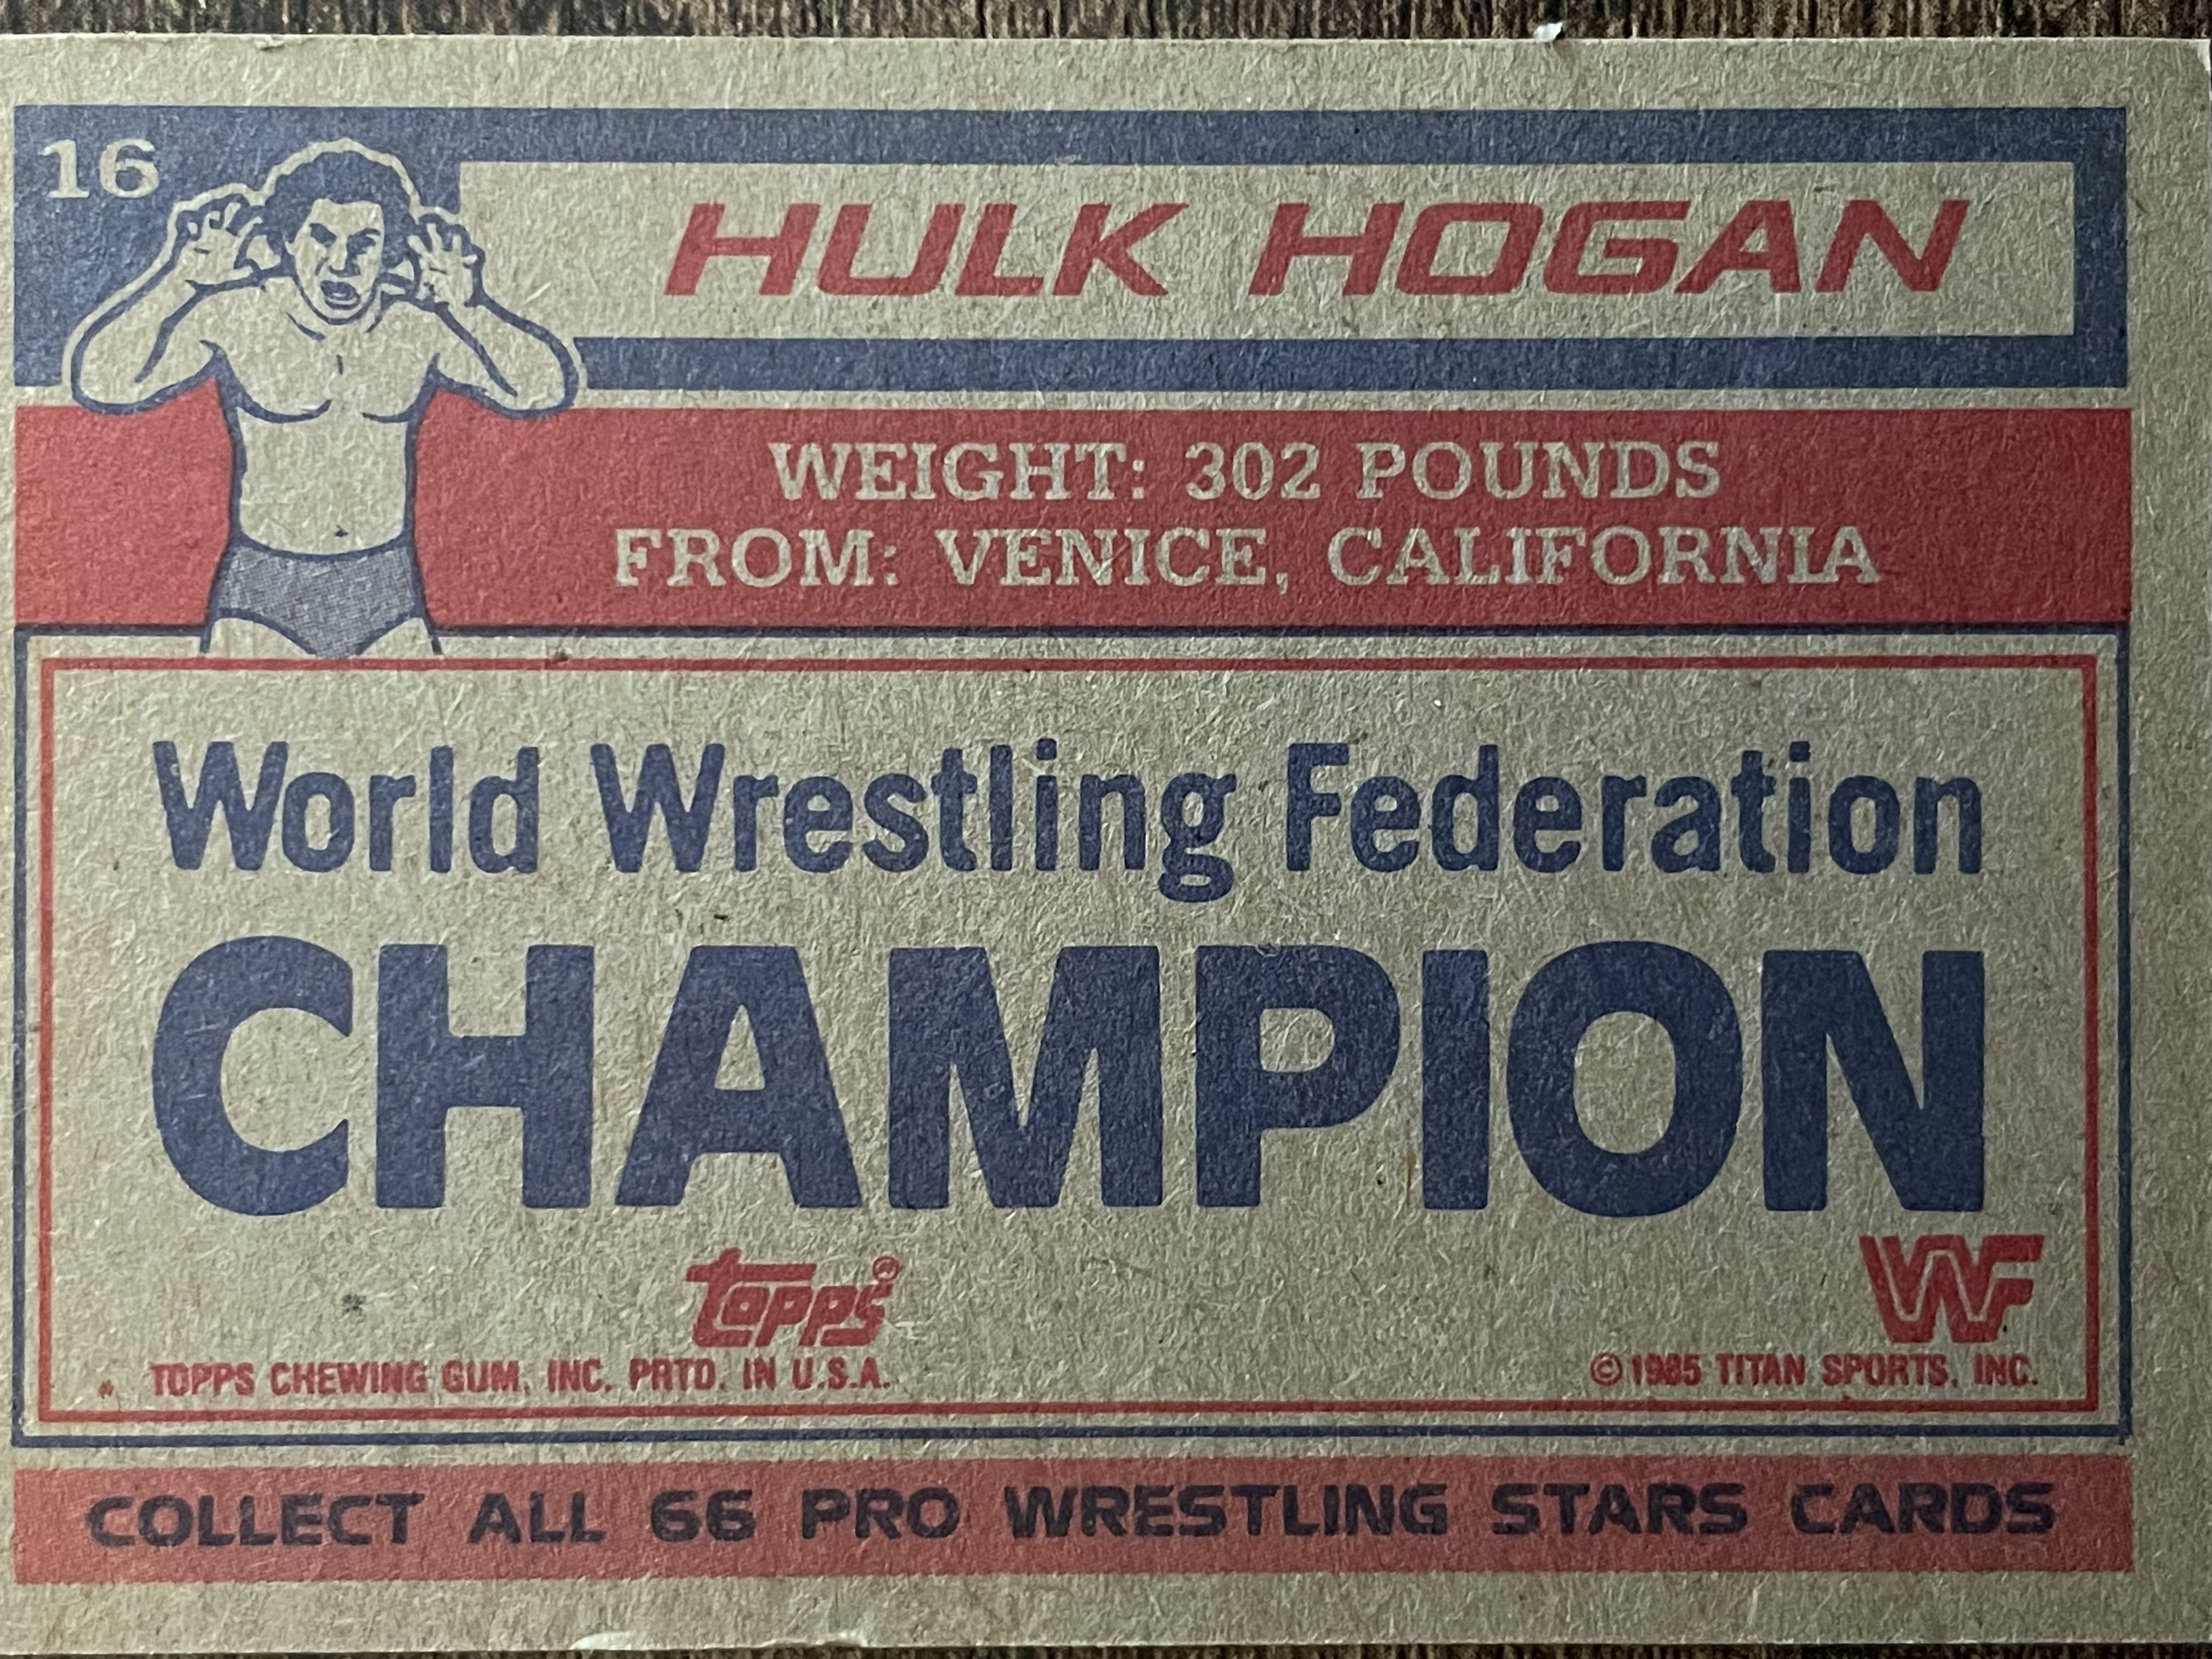 16
HULK HOGAN
WEIGHT: 302 POUNDS
FROM: VENICE, CALIFORNIA
World Wrestling Federation
CHAMPION
topps®
WF
TOPPS CHEWING GUM, INC. PRTD. IN U.S.A.
© 1985 TITAN SPORTS, INC.
COLLECT ALL 66 PRO WRESTLING STARS CARDS